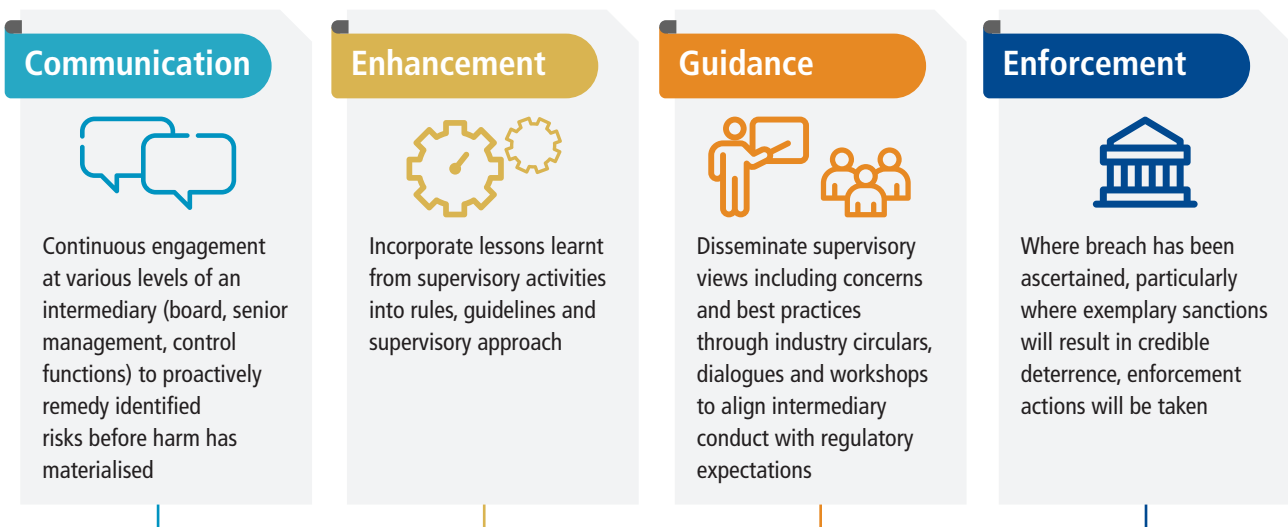 Communication
Continuous engagement
at various levels of an
intermediary (board, senior
management, control
functions) to proactively
remedy identified
risks before harm has
materialised
Enhancement
Incorporate lessons learnt
from supervisory activities
into rules, guidelines and
supervisory approach
Guidance
Disseminate supervisory
views including concerns
and best practices
through industry circulars,
dialogues and workshops
to align intermediary
conduct with regulatory
expectations
Enforcement
Where breach has been
ascertained, particularly
where exemplary sanctions
will result in credible
deterrence, enforcement
actions will be taken